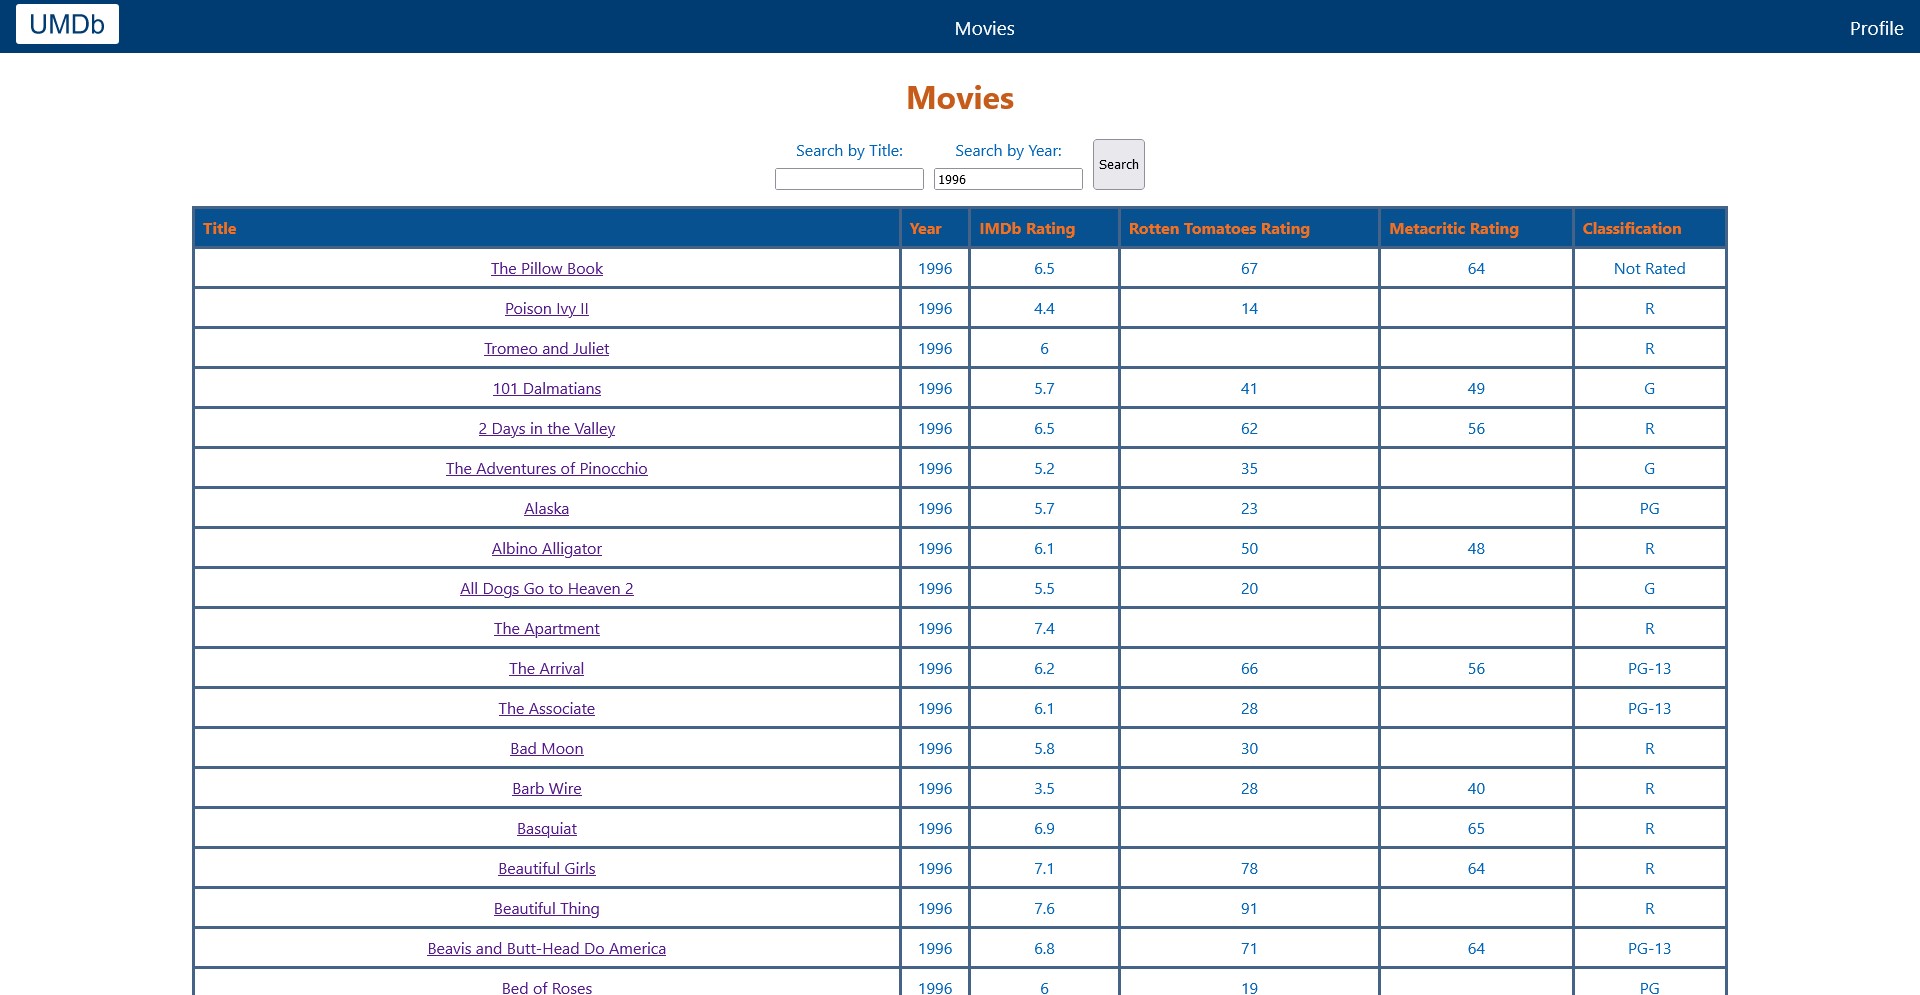 UMDb Movies Profile
Movies
Search by Title: Search by Year: Search
1996
Title Year IMDb Rating Rotten Tomatoes Rating Metacritic Rating Classification
The Pillow Book 1996 6.5 67 64 Not Rated
Poison Ivy II 1996 4.4 14 R
Tromeo and Juliet 1996 6 R
101 Dalmatians 1996 5.7 41 49 G
2 Days in the Valley 1996 6.5 62 56 R
The Adventures of Pinocchio 1996 5.2 35 G
Alaska 1996 5.7 23 PG
Albino Alligator 1996 6.1 50 48 R
All Dogs Go to Heaven 2 1996 5.5 20 G
The Apartment 1996 7.4 R
The Arrival 1996 6.2 66 56 PG-13
The Associate 1996 6.1 28 PG-13
Bad Moon 1996 5.8 30 R
Barb Wire 1996 3.5 28 40 R
Basquiat 1996 6.9 65 R
Beautiful Girls 1996 7.1 78 64 R
Beautiful Thing 1996 7.6 91 R
Beavis and Butt-Head Do America 1996 6.8 71 64 PG-13
Bed of Roses 1996 6 19 PG